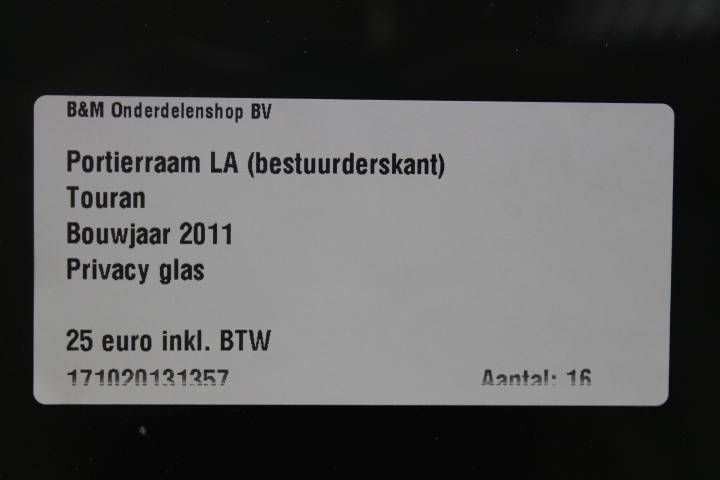 B&M Onderdelenshop BV
Portierraam LA (bestuurderskant)
Touran
Bouwjaar 2011
Privacy glas
25 euro inkl. BTW
171020131357 Aantal: 16